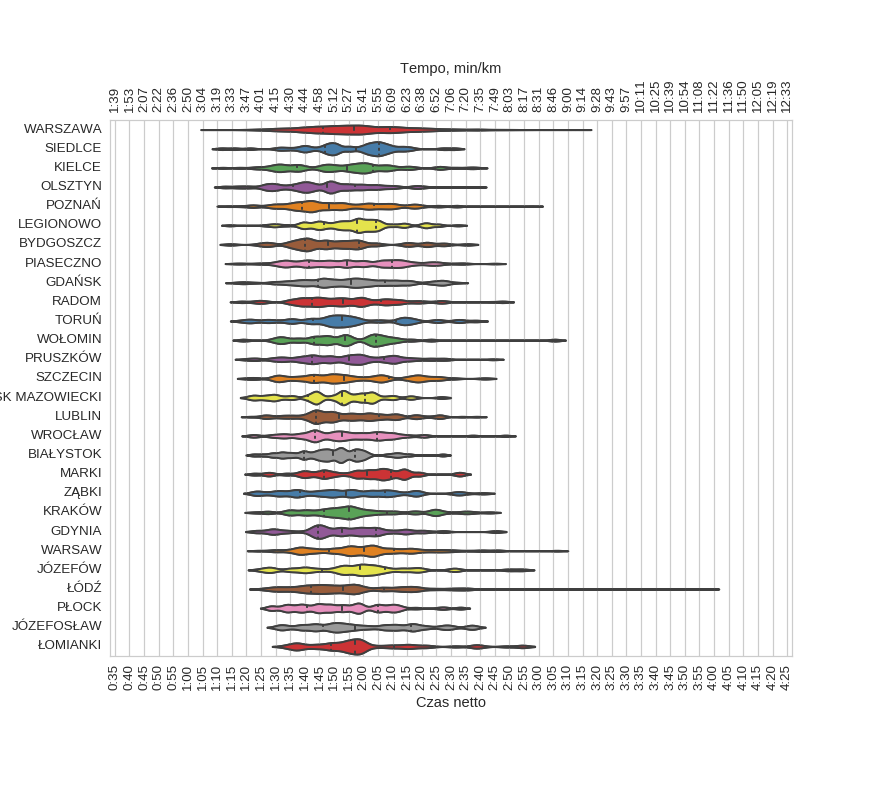 Tempo, min/km
1:39 1:53 2:07 2:22 2:36 2:50 3:04 3:19 3:33 3:47 4:01 4:15 4:30 4:44 4:58 5:12 5:27 5:41 5:55 6:09 6:23 6:38 6:52 7:06 7:20 7:35 7:49 8:03 8:17 8:31 8:46 9:00 9:14 9:28 9:43 9:57 10:11 10:25 10:39 10:54 11:08 11:22 11:36 11:50 12:05 12:19 12:33
WARSZAWA
SIEDLCE
KIELCE
OLSZTYN
POZNAŃ
LEGIONOWO
BYDGOSZCZ
PIASECZNO
GDAŃSK
RADOM
TORUŃ
WOŁOMIN
PRUSZKÓW
SZCZECIN
SK MAZOWIECKI
LUBLIN
WROCŁAW
BIAŁYSTOK
MARKI
ZĄBKI
KRAKÓW
GDYNIA
WARSAW
JÓZEFÓW
ŁÓDŹ
PŁOCK
JÓZEFOSŁAW
ŁOMIANKI
0:35 0:40 0:45 0:50 0:55 1:00 1:05 1:10 1:15 1:20 1:25 1:30 1:35 1:40 1:45 1:50 1:55 2:00 2:05 2:10 2:15 2:20 2:25 2:30 2:35 2:40 2:45 2:50 2:55 3:00 3:05 3:10 3:15 3:20 3:25 3:30 3:35 3:40 3:45 3:50 3:55 4:00 4:05 4:10 4:15 4:20 4:25
Czas netto